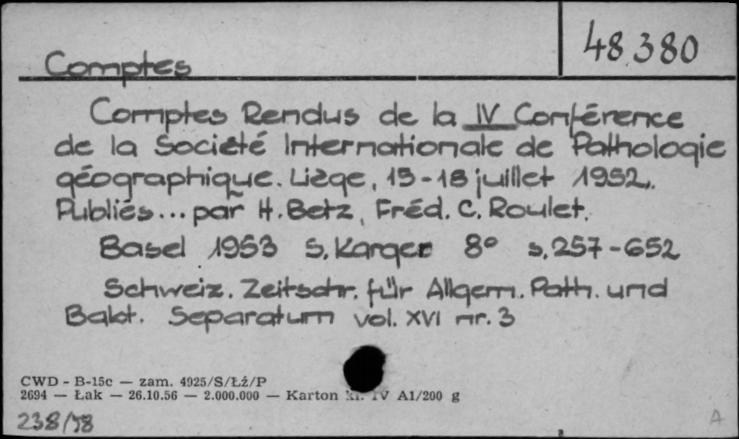 48380
Comptes
Comptes Rendus de la IV Conférence
de la Société Internationale de Pathologie
géographique. Liège, 15-18 juillet 1952.
Publiés... par H. Betz, Fréd. C. Roulet.
Basel 1953 S. Karger 8° s. 257-652
Schweiz. Zeitschr. für Allgem. Path. und
Bakt. Separatum vol. XVI nr. 3
CWD - B-15c — zam. 4925/S/Łż/P
2694 — Łak — 26.10.56 — 2.000.000 — Karton kl. IV A1/200 g
238/58
A